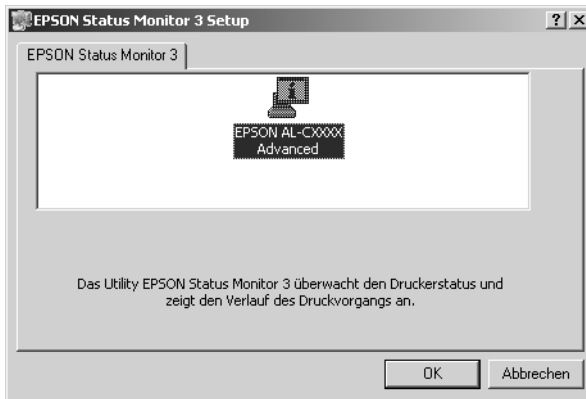 EPSON Status Monitor 3 Setup
EPSON Status Monitor 3
EPSON AL-CXXXX
Advanced
Das Utility EPSON Status Monitor 3 überwacht den Druckerstatus und
zeigt den Verlauf des Druckvorgangs an.
OK
Abbrechen